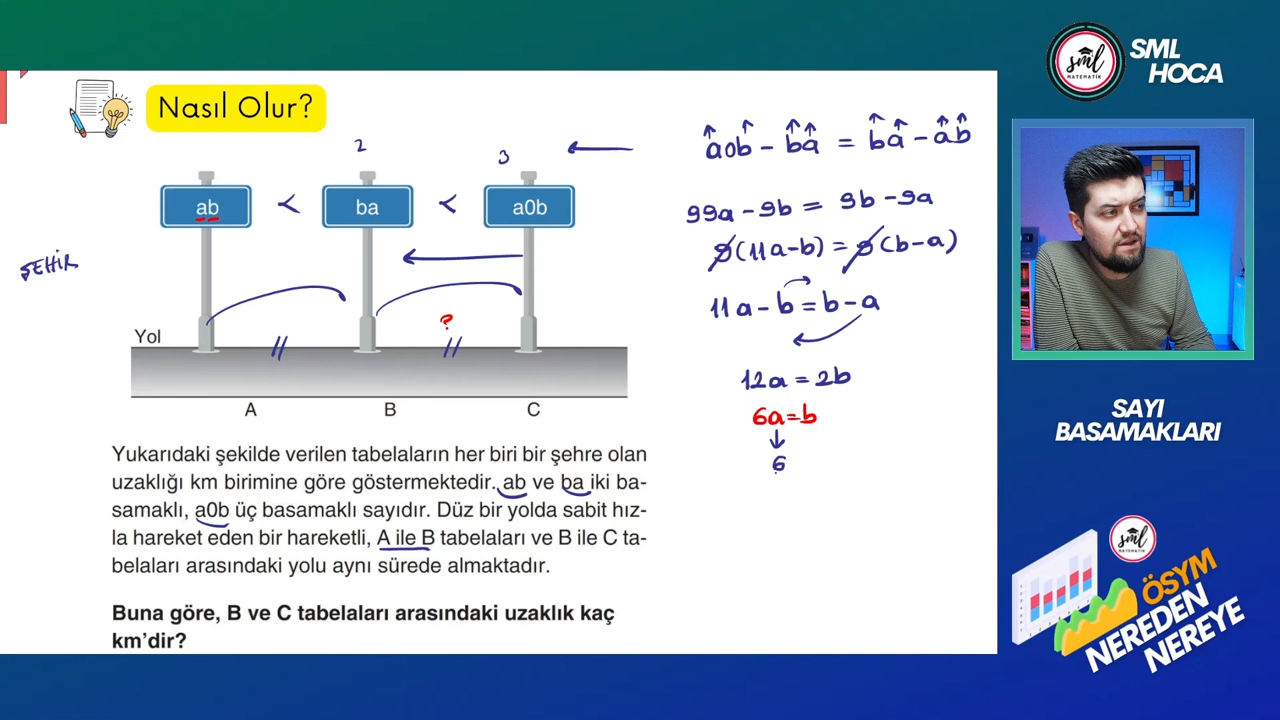 Nasıl Olur?
2
3
ab < ba < a0b
ŞEHİR
?
Yol
A B C
Yukarıdaki şekilde verilen tabelaların her biri bir şehre olan
uzaklığı km birimine göre göstermektedir. ab ve ba iki ba-
samaklı, a0b üç basamaklı sayıdır. Düz bir yolda sabit hız-
la hareket eden bir hareketli, A ile B tabelaları ve B ile C ta-
belaları arasındaki yolu aynı sürede almaktadır.
Buna göre, B ve C tabelaları arasındaki uzaklık kaç
km'dir?
a0b - ba = ba - ab
99a - 9b = 9b - 9a
9(11a-b) = 9(b-a)
11a - b = b - a
12a = 2b
6a = b
6
sml
MATEMATİK
SML
HOCA
SAYI
BASAMAKLARI
sml
MATEMATİK
ÖSYM
NEREDEN
NEREYE